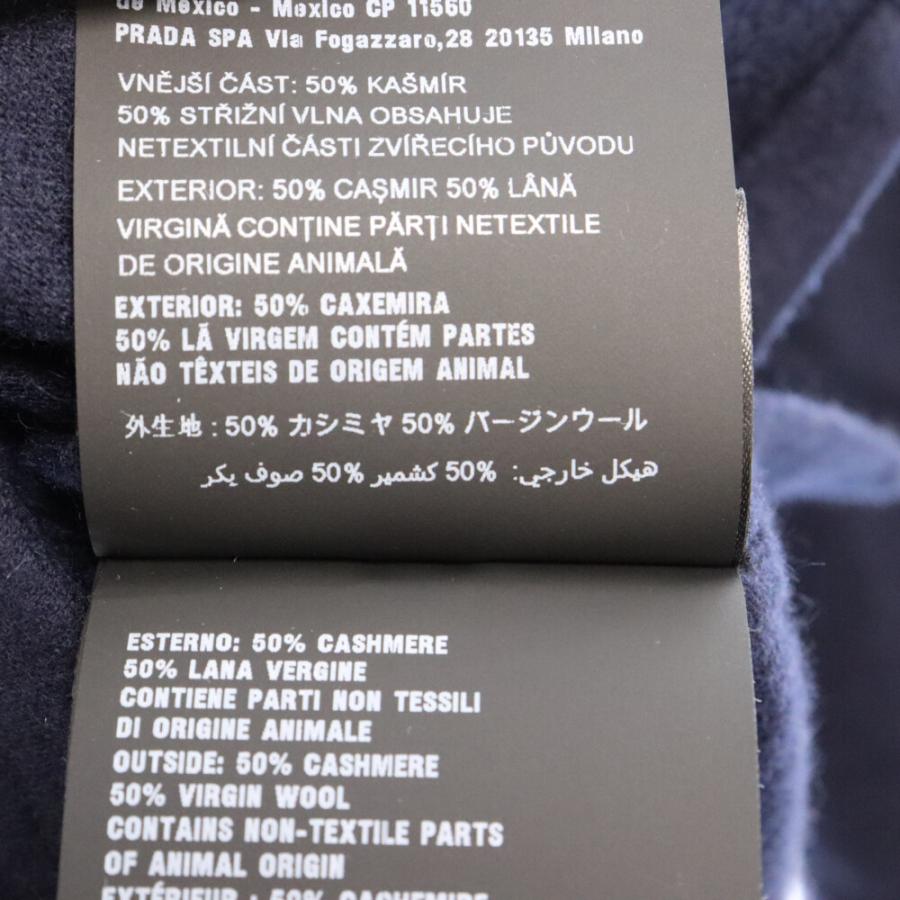 de México - Mexico CP 11560
PRADA SPA Via Fogazzaro,28 20135 Milano
VNĚJŠÍ ČÁST: 50% KAŠMÍR
50% STŘIŽNÍ VLNA OBSAHUJE
NETEXTILNÍ ČÁSTI ZVÍŘECÍHO PŮVODU
EXTERIOR: 50% CAȘMIR 50% LÂNĂ
VIRGINĂ CONȚINE PĂRȚI NETEXTILE
DE ORIGINE ANIMALĂ
EXTERIOR: 50% CAXEMIRA
50% LÃ VIRGEM CONTÉM PARTES
NÃO TÊXTEIS DE ORIGEM ANIMAL
外生地 : 50% カシミヤ 50% バージンウール
هيكل خارجي: 50% كشمير 50% صوف بكر
ESTERNO: 50% CASHMERE
50% LANA VERGINE
CONTIENE PARTI NON TESSILI
DI ORIGINE ANIMALE
OUTSIDE: 50% CASHMERE
50% VIRGIN WOOL
CONTAINS NON-TEXTILE PARTS
OF ANIMAL ORIGIN
EXTÉRIEUR : 50% CACHEMIRE